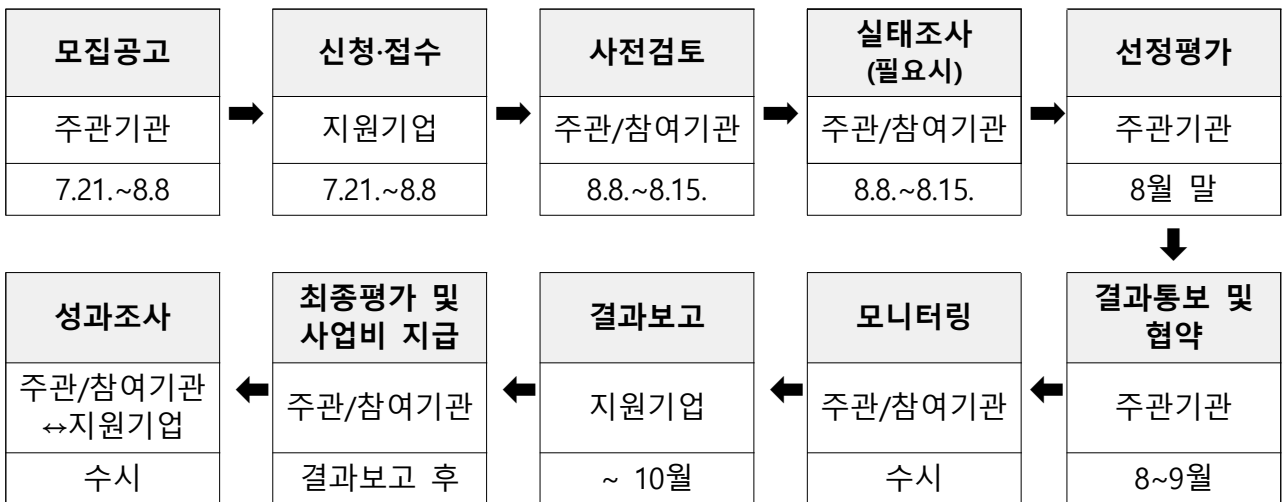 모집공고
주관기관
7.21.~8.8
신청·접수
지원기업
7.21.~8.8
사전검토
주관/참여기관
8.8.~8.15.
실태조사
(필요시)
주관/참여기관
8.8.~8.15.
선정평가
주관기관
8월 말
결과통보 및
협약
주관기관
8~9월
모니터링
주관/참여기관
수시
결과보고
지원기업
~ 10월
최종평가 및
사업비 지급
주관/참여기관
결과보고 후
성과조사
주관/참여기관
↔지원기업
수시